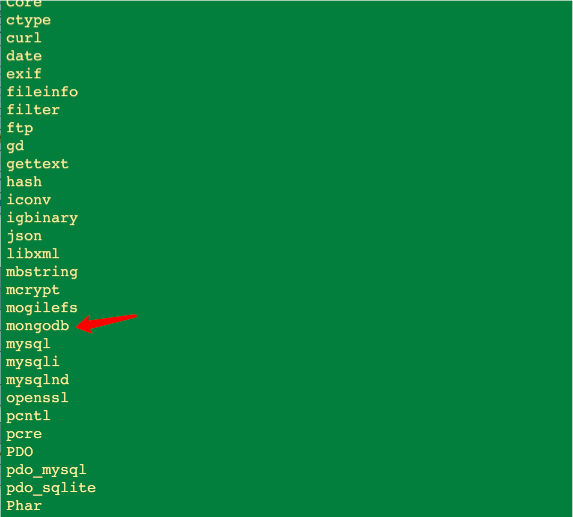 Core
ctype
curl
date
exif
fileinfo
filter
ftp
gd
gettext
hash
iconv
igbinary
json
libxml
mbstring
mcrypt
mogilefs
mongodb
mysql
mysqli
mysqlnd
openssl
pcntl
pcre
PDO
pdo_mysql
pdo_sqlite
Phar